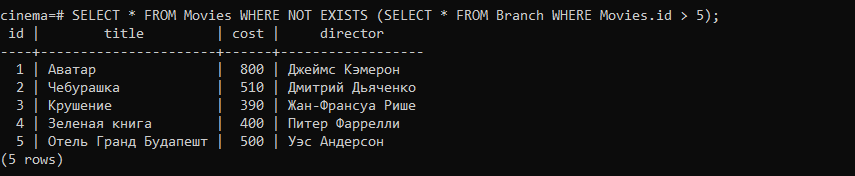 cinema=# SELECT * FROM Movies WHERE NOT EXISTS (SELECT * FROM Branch WHERE Movies.id > 5);
 id |        title         | cost |     director
----+----------------------+------+------------------
  1 | Аватар               |  800 | Джеймс Кэмерон
  2 | Чебурашка            |  510 | Дмитрий Дьяченко
  3 | Крушение             |  390 | Жан-Франсуа Рише
  4 | Зеленая книга        |  400 | Питер Фаррелли
  5 | Отель Гранд Будапешт |  500 | Уэс Андерсон
(5 rows)